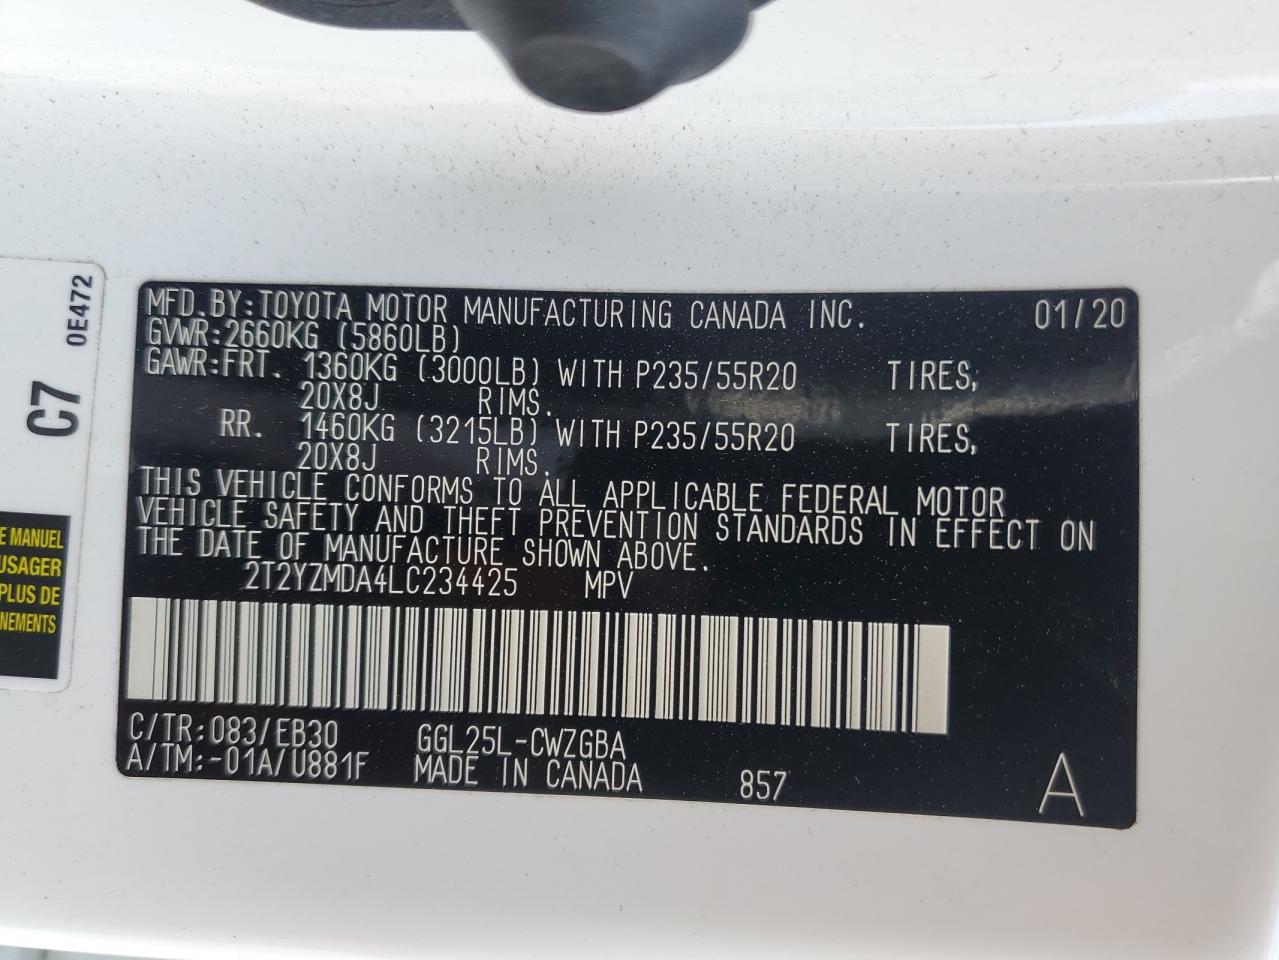 MFD.BY:TOYOTA MOTOR MANUFACTURING CANADA INC. 01/20
GVWR:2660KG (5860LB)
GAWR:FRT. 1360KG (3000LB) WITH P235/55R20 TIRES,
20X8J RIMS.
RR. 1460KG (3215LB) WITH P235/55R20 TIRES,
20X8J RIMS.
THIS VEHICLE CONFORMS TO ALL APPLICABLE FEDERAL MOTOR
VEHICLE SAFETY AND THEFT PREVENTION STANDARDS IN EFFECT ON
THE DATE OF MANUFACTURE SHOWN ABOVE.
2T2YZMDA4LC234425 MPV
C/TR:083/EB30 GGL25L-CWZGBA
A/TM:-01A/U881F MADE IN CANADA 857 A
0E472
C7
E MANUEL
USAGER
PLUS DE
NEMENTS